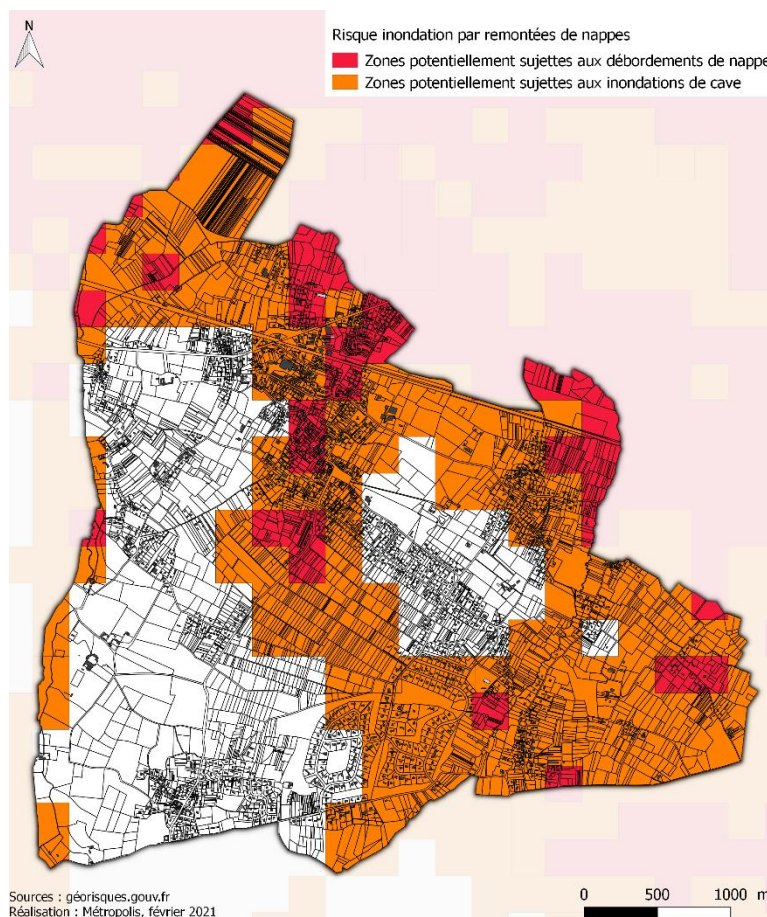 N
Risque inondation par remontées de nappes
Zones potentiellement sujettes aux débordements de nappe
Zones potentiellement sujettes aux inondations de cave
Sources : géorisques.gouv.fr
Réalisation : Métropolis, février 2021
0 500 1000 m